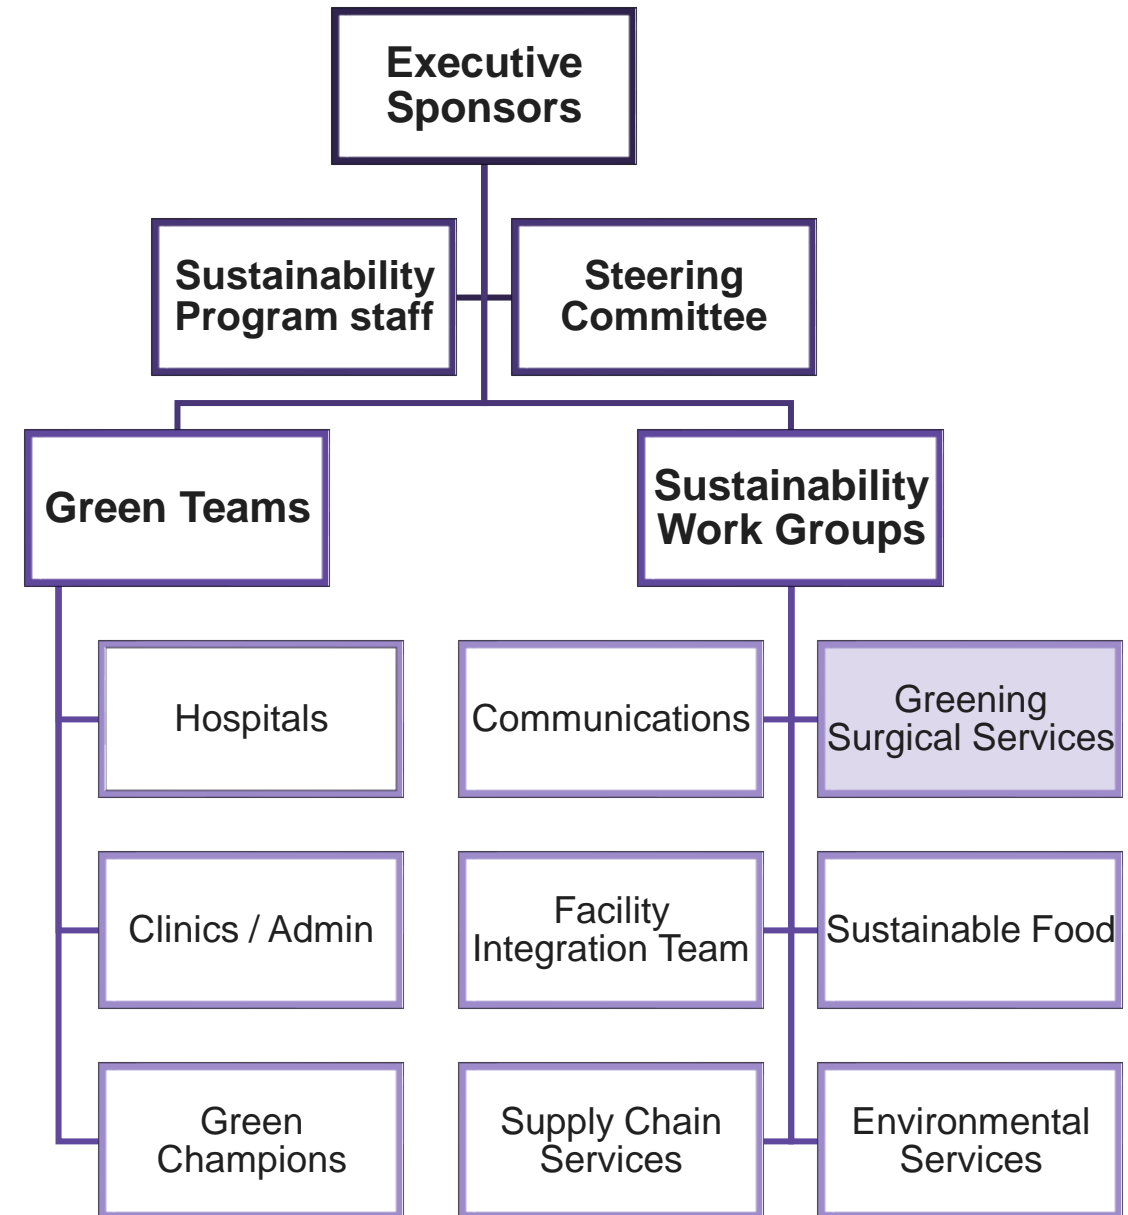 Executive
Sponsors
Sustainability
Program staff
Steering
Committee
Green Teams
Sustainability
Work Groups
Hospitals
Communications
Greening
Surgical Services
Clinics / Admin
Facility
Integration Team
Sustainable Food
Green
Champions
Supply Chain
Services
Environmental
Services